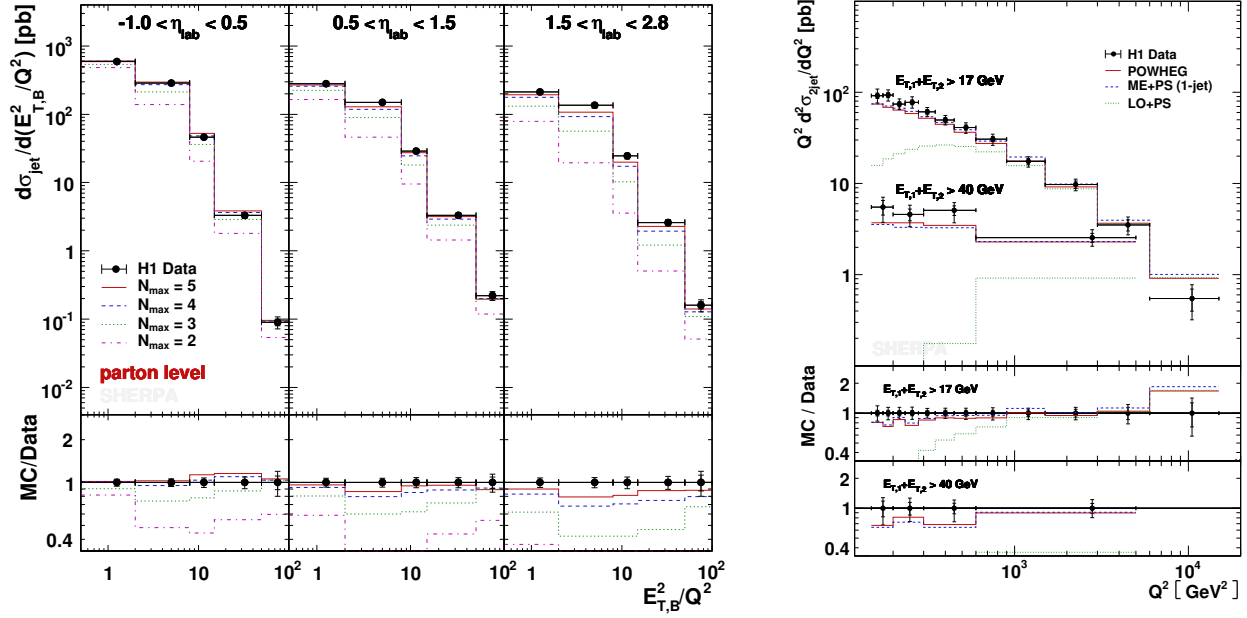 -1.0 < η_lab < 0.5
0.5 < η_lab < 1.5
1.5 < η_lab < 2.8
dσ_jet/d(E²_T,B/Q²) [pb]
10³
10²
10
1
10⁻¹
10⁻²
H1 Data
N_max = 5
N_max = 4
N_max = 3
N_max = 2
parton level
SHERPA
MC/Data
2
1
0.4
1 10 10²
1 10 10²
1 10 10²
E²_T,B/Q²
Q² d²σ_2jet/dQ² [pb]
10³
10²
10
1
H1 Data
POWHEG
ME+PS (1-jet)
LO+PS
E_T,1+E_T,2 > 17 GeV
E_T,1+E_T,2 > 40 GeV
SHERPA
MC / Data
2
1
0.4
E_T,1+E_T,2 > 17 GeV
2
1
0.4
E_T,1+E_T,2 > 40 GeV
10³ 10⁴
Q² [GeV²]